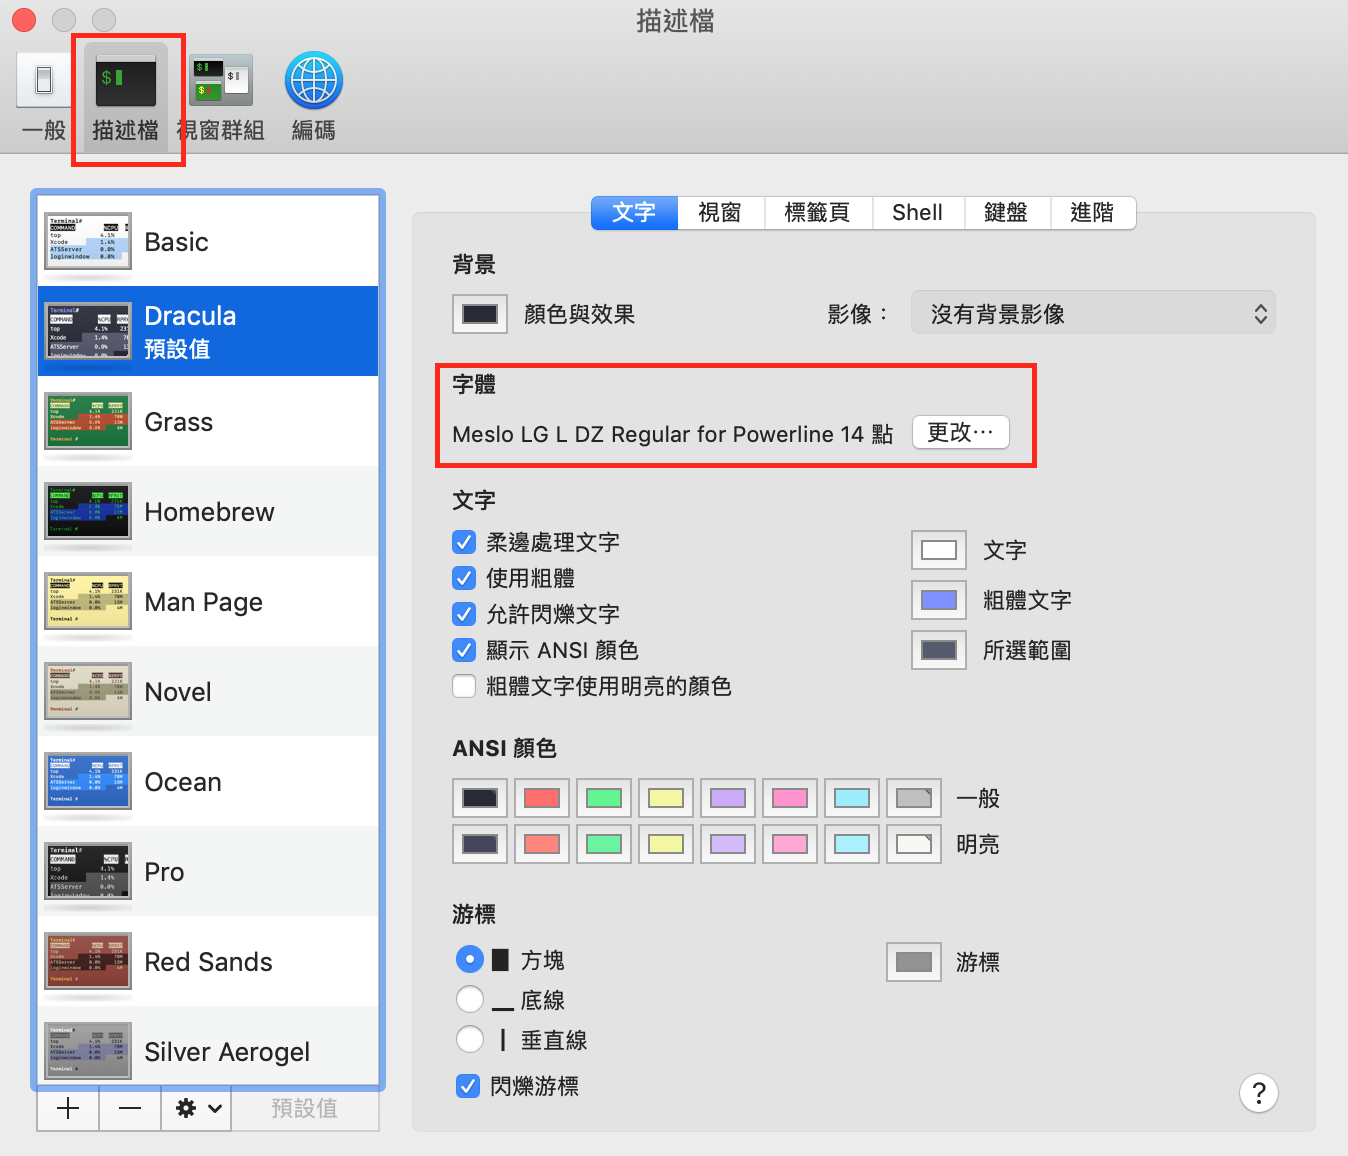 描述檔
一般
描述檔
視窗群組
編碼
Basic
Dracula
預設值
Grass
Homebrew
Man Page
Novel
Ocean
Pro
Red Sands
Silver Aerogel
預設值
文字 視窗 標籤頁 Shell 鍵盤 進階
背景
顏色與效果 影像： 沒有背景影像
字體
Meslo LG L DZ Regular for Powerline 14 點 更改⋯
文字
柔邊處理文字
使用粗體
允許閃爍文字
顯示 ANSI 顏色
粗體文字使用明亮的顏色
文字
粗體文字
所選範圍
ANSI 顏色
一般
明亮
游標
方塊
底線
垂直線
閃爍游標
游標
?